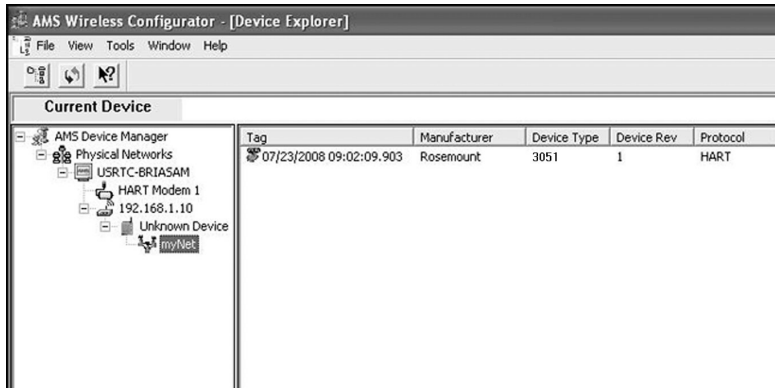 AMS Wireless Configurator - [Device Explorer]
File View Tools Window Help
Current Device
AMS Device Manager
Physical Networks
USRTC-BRIASAM
HART Modem 1
192.168.1.10
Unknown Device
myNet
Tag Manufacturer Device Type Device Rev Protocol
07/23/2008 09:02:09.903 Rosemount 3051 1 HART